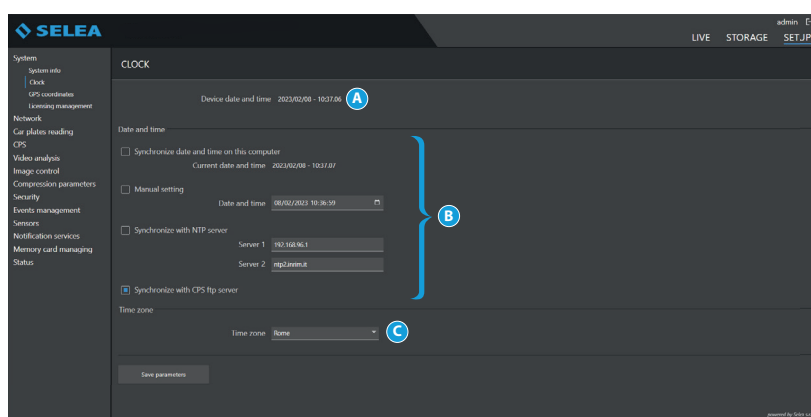 SELEA
admin
LIVE STORAGE SETUP
System
System info
Clock
GPS coordinates
Licensing management
Network
Car plates reading
CPS
Video analysis
Image control
Compression parameters
Security
Events management
Sensors
Notification services
Memory card managing
Status
CLOCK
Device date and time 2023/02/08 - 10:37.06 A
Date and time
Synchronize date and time on this computer
Current date and time 2023/02/08 - 10:37.07
Manual setting
Date and time 08/02/2023 10:36:59
Synchronize with NTP server
Server 1 192.168.96.1
Server 2 ntp2.inrim.it
B
Synchronize with CPS ftp server
Time zone
Time zone Rome C
Save parameters
powered by Selea